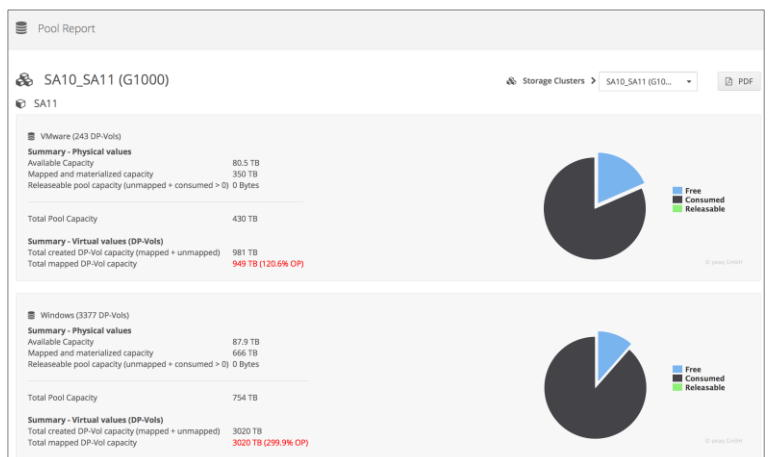 Pool Report
SA10_SA11 (G1000)
Storage Clusters
SA10_SA11 (G10...
PDF
SA11
VMware (243 DP-Vols)
Summary - Physical values
Available Capacity 80.5 TB
Mapped and materialized capacity 350 TB
Releaseable pool capacity (unmapped + consumed > 0) 0 Bytes
Total Pool Capacity 430 TB
Summary - Virtual values (DP-Vols)
Total created DP-Vol capacity (mapped + unmapped) 981 TB
Total mapped DP-Vol capacity 949 TB (120.6% OP)
Free
Consumed
Releasable
Windows (3377 DP-Vols)
Summary - Physical values
Available Capacity 87.9 TB
Mapped and materialized capacity 666 TB
Releaseable pool capacity (unmapped + consumed > 0) 0 Bytes
Total Pool Capacity 754 TB
Summary - Virtual values (DP-Vols)
Total created DP-Vol capacity (mapped + unmapped) 3020 TB
Total mapped DP-Vol capacity 3020 TB (299.9% OP)
Free
Consumed
Releasable